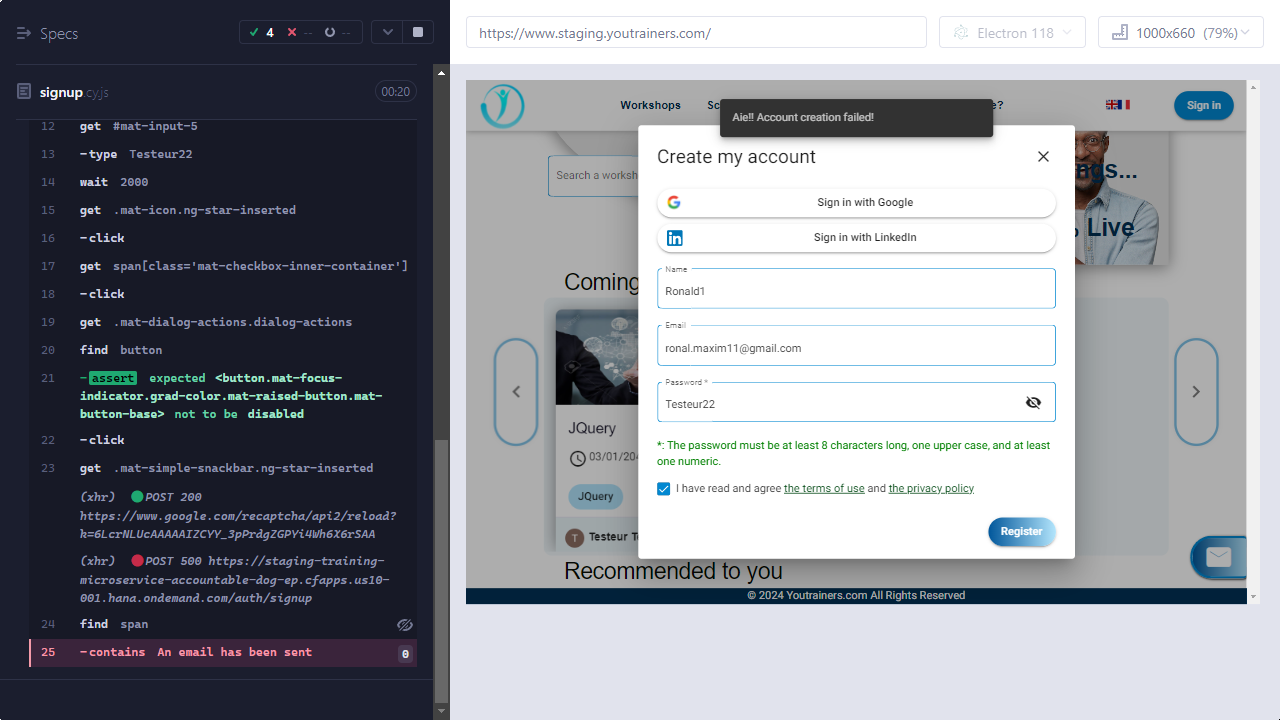 Specs
4
--
--
signup.cy.js
00:20
12 get #mat-input-5
13 -type Testeur22
14 wait 2000
15 get .mat-icon.ng-star-inserted
16 -click
17 get span[class='mat-checkbox-inner-container']
18 -click
19 get .mat-dialog-actions.dialog-actions
20 find button
21 -assert expected <button.mat-focus-
indicator.grad-color.mat-raised-button.mat-
button-base> not to be disabled
22 -click
23 get .mat-simple-snackbar.ng-star-inserted
(xhr) POST 200
https://www.google.com/recaptcha/api2/reload?
k=6LcrNLUcAAAAAIZCYY_3pPrdgZGPYi4Wh6X6rSAA
(xhr) POST 500 https://staging-training-
microservice-accountable-dog-ep.cfapps.us10-
001.hana.ondemand.com/auth/signup
24 find span
25 -contains An email has been sent 0
https://www.staging.youtrainers.com/
Electron 118
1000x660 (79%)
Workshops
Sc
e?
Sign in
Aie!! Account creation failed!
Search a worksh
ngs...
Live
Create my account
Sign in with Google
Sign in with LinkedIn
Name
Ronald1
Email
ronal.maxim11@gmail.com
Password *
Testeur22
*: The password must be at least 8 characters long, one upper case, and at least
one numeric.
I have read and agree the terms of use and the privacy policy
Register
Coming
JQuery
03/01/204
JQuery
T
Testeur T
Recommended to you
© 2024 Youtrainers.com All Rights Reserved